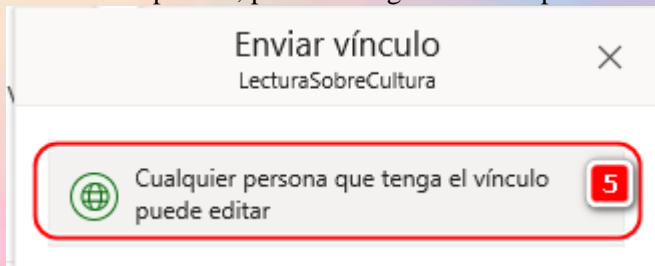 Enviar vínculo
LecturaSobreCultura
Cualquier persona que tenga el vínculo
5
puede editar